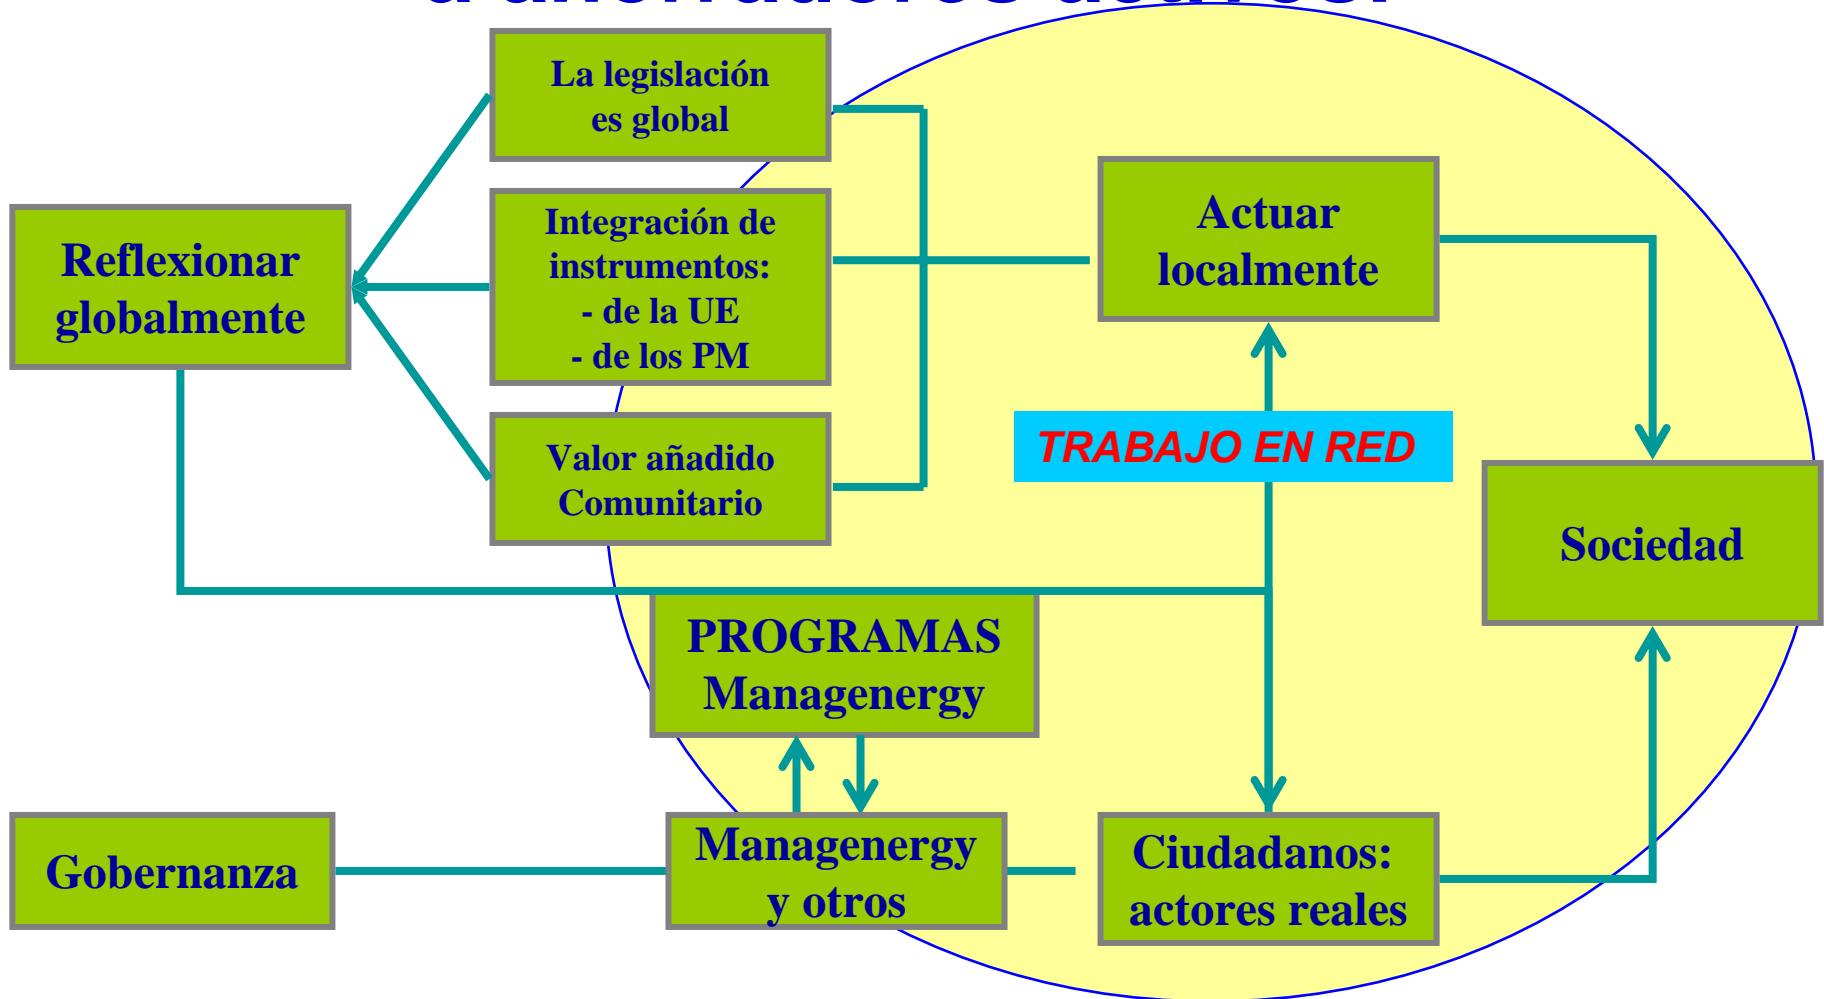 La legislación
es global
Reflexionar
globalmente
Integración de
instrumentos:
- de la UE
- de los PM
Actuar
localmente
Valor añadido
Comunitario
TRABAJO EN RED
Sociedad
PROGRAMAS
Managenergy
Gobernanza
Managenergy
y otros
Ciudadanos:
actores reales